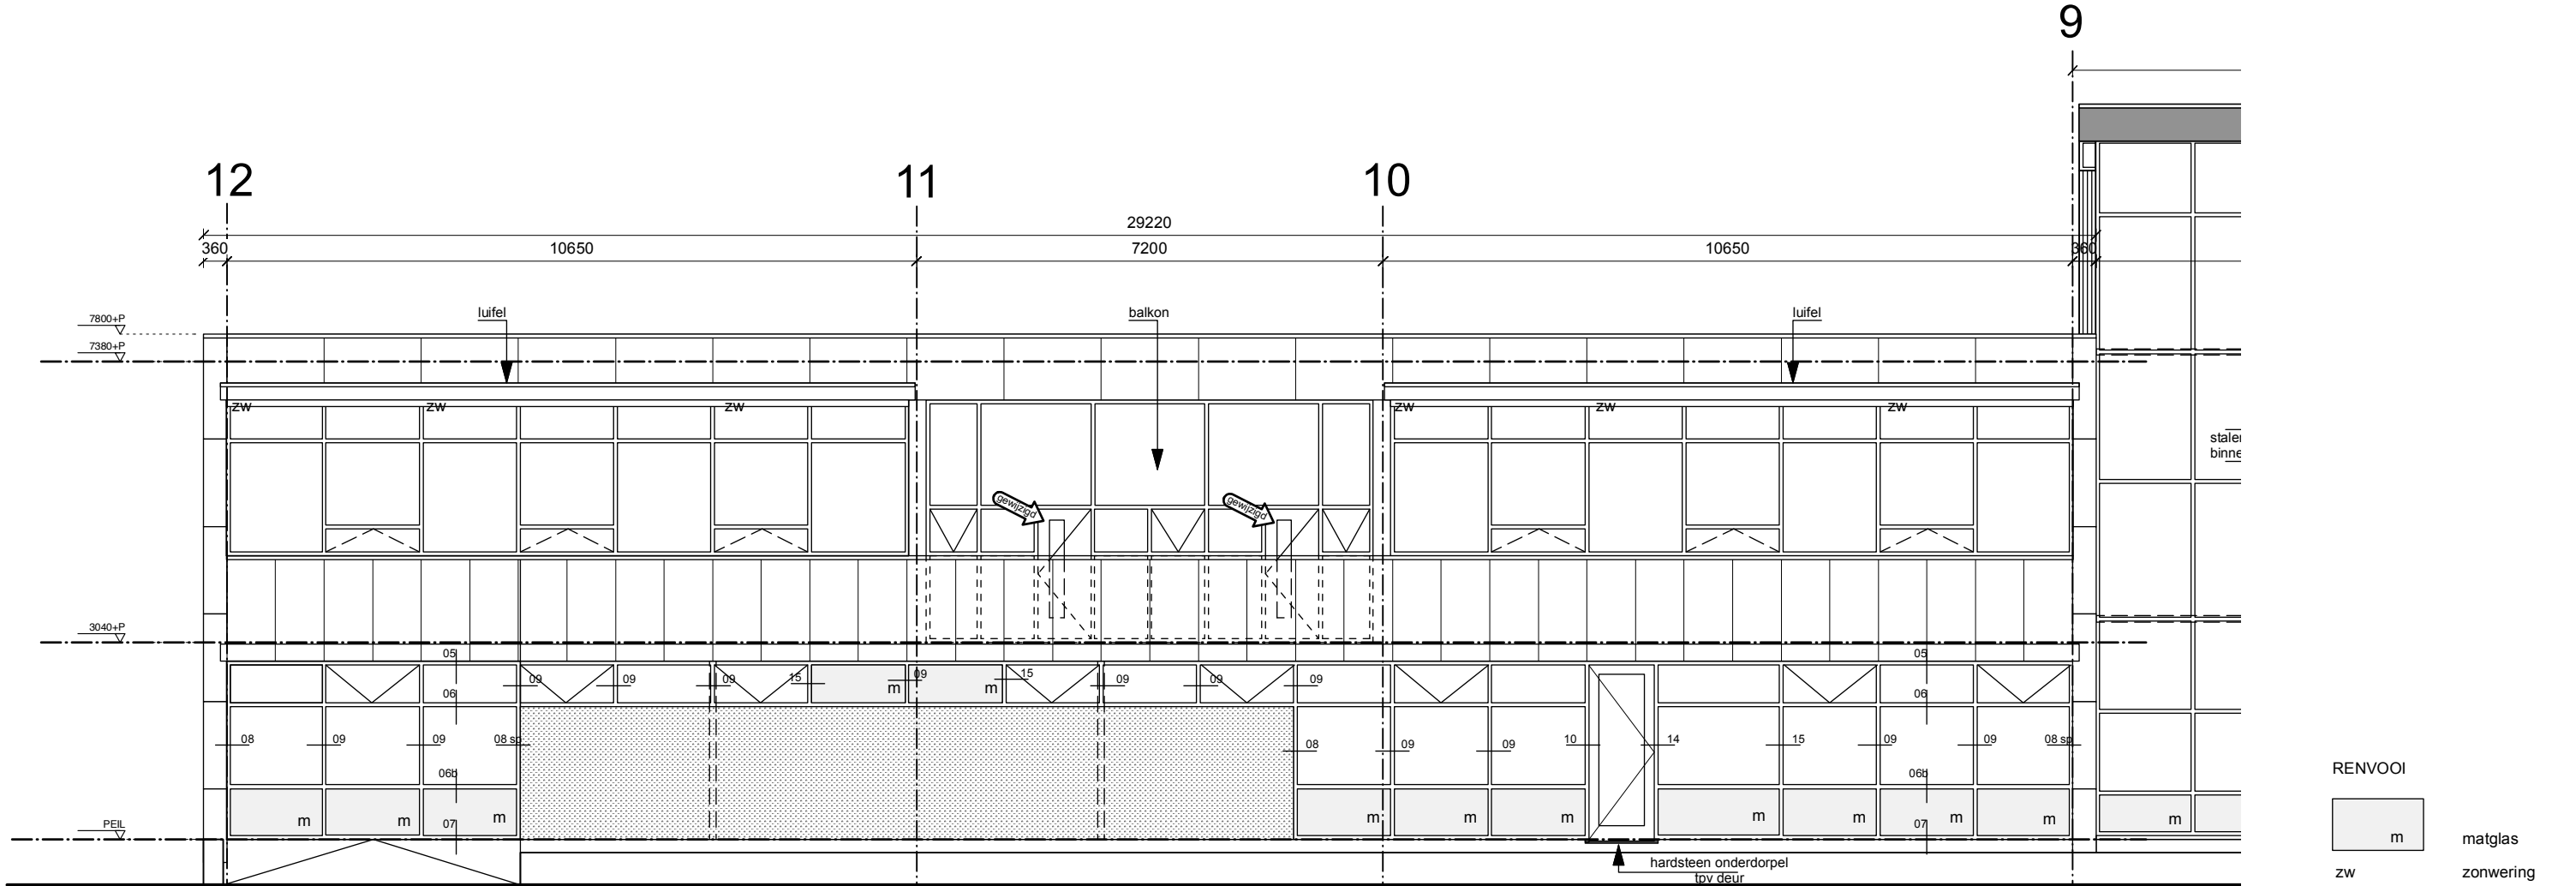 9
12
11
10
29220
360
10650
7200
10650
360
luifel
balkon
luifel
7800+P
7380+P
zw
zw
zw
zw
zw
zw
gewijzigd
gewijzigd
3040+P
05
05
09
09
09
15
m
09
m
15
09
09
09
06
06
08
09
09
08 sp
08
09
09
10
14
15
09
09
08 sp
06b
06b
m
m
07
m
m
m
m
m
m
07
m
m
m
PEIL
hardsteen onderdorpel
tpv deur
RENVOOI
m
matglas
zw
zonwering